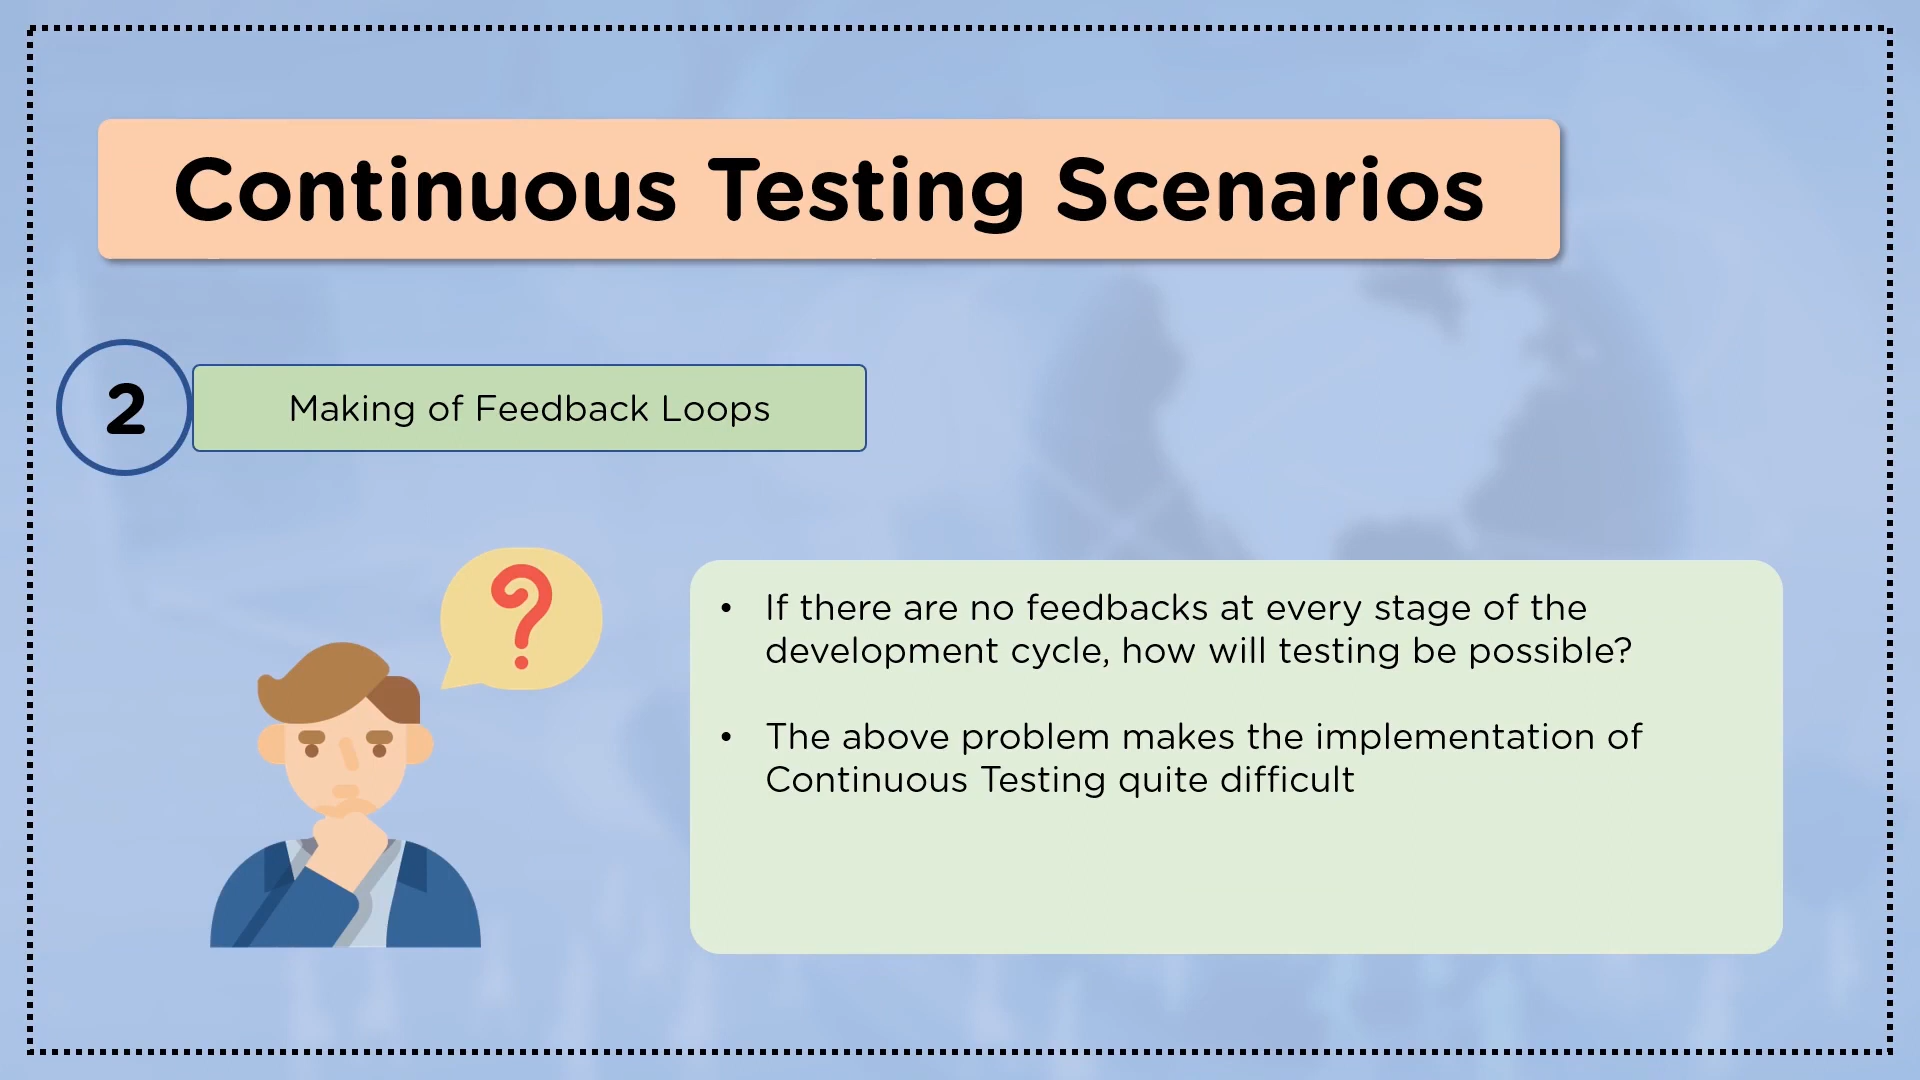 Continuous Testing Scenarios
2
Making of Feedback Loops
?
• If there are no feedbacks at every stage of the
development cycle, how will testing be possible?
• The above problem makes the implementation of
Continuous Testing quite difficult